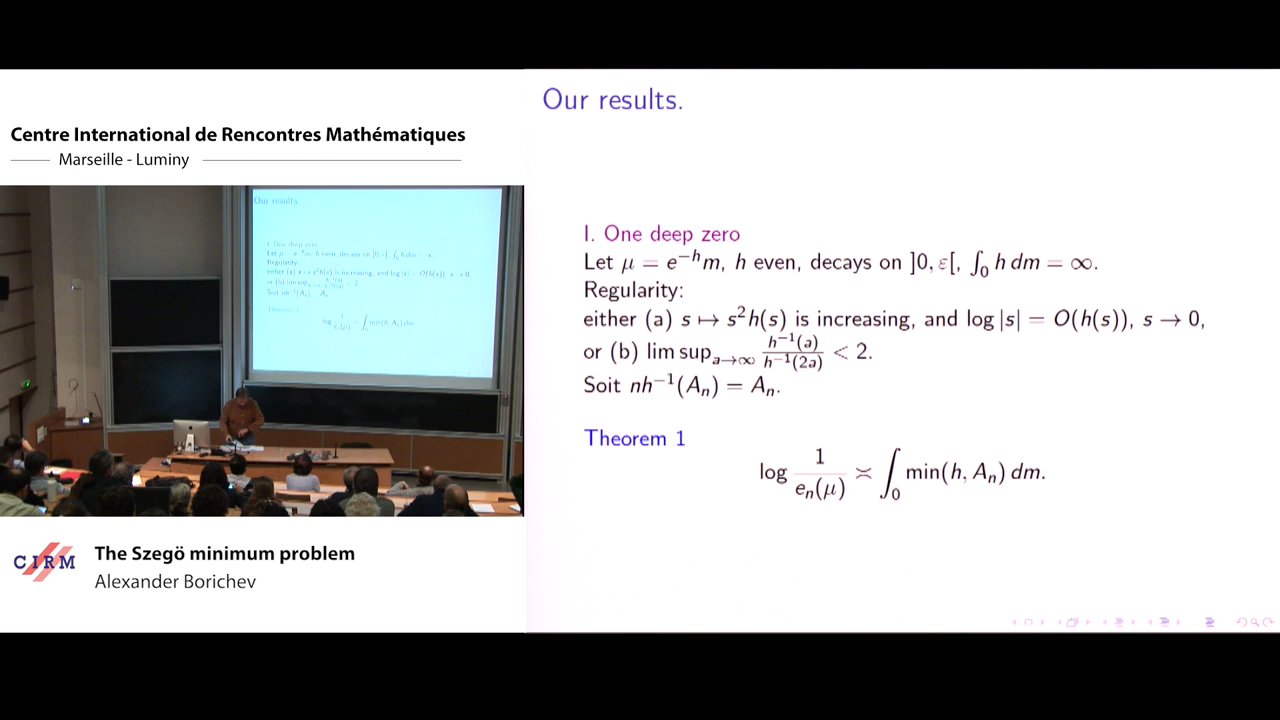 Our results.
Centre International de Rencontres Mathématiques
Marseille - Luminy
I. One deep zero
Let μ = e^{-h}m, h even, decays on ]0, ε[, ∫_0 h dm = ∞.
Regularity:
either (a) s ↦ s^2h(s) is increasing, and log |s| = O(h(s)), s → 0,
or (b) lim sup_{a→∞} h^{-1}(a)/h^{-1}(2a) < 2.
Soit nh^{-1}(A_n) = A_n.
Theorem 1
log 1/e_n(μ) ≍ ∫_0 min(h, A_n) dm.
CIRM
The Szegö minimum problem
Alexander Borichev